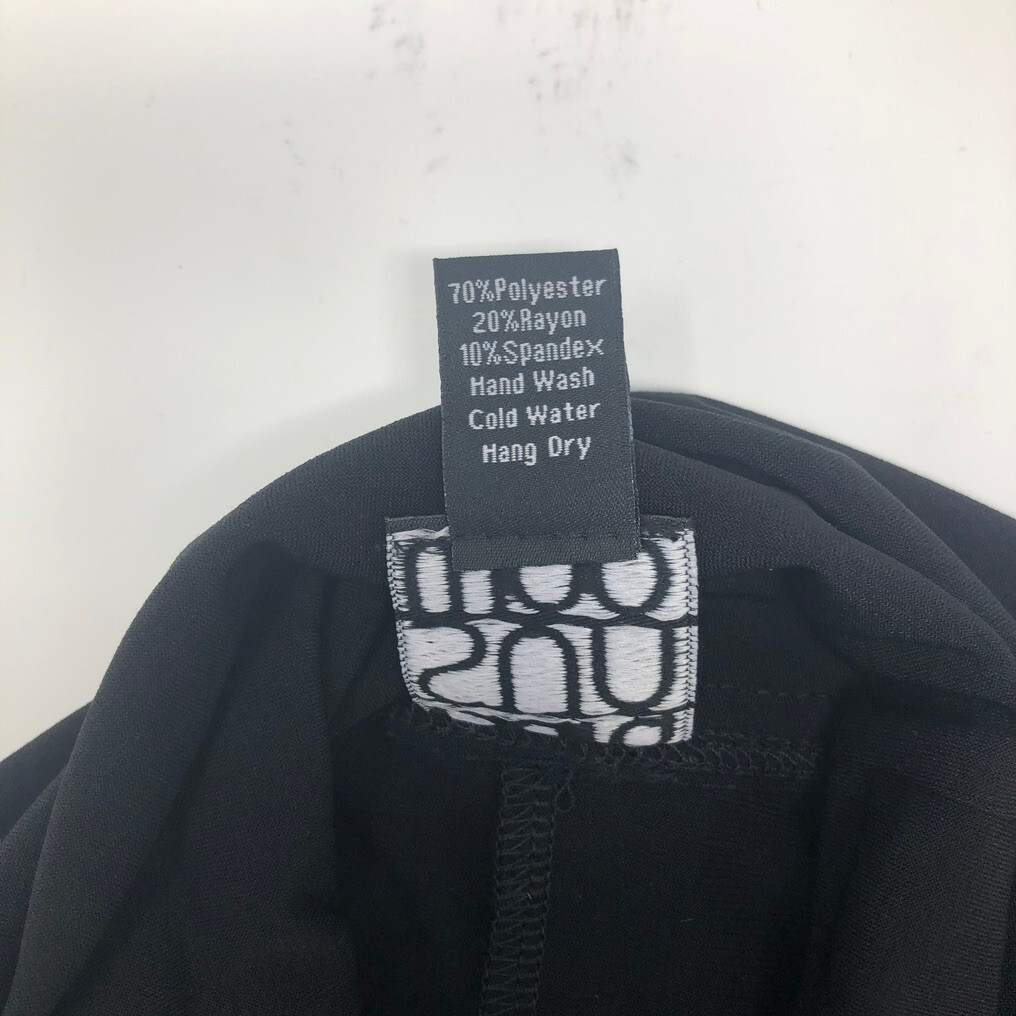 70%Polyester
20%Rayon
10%Spandex
Hand Wash
Cold Water
Hang Dry